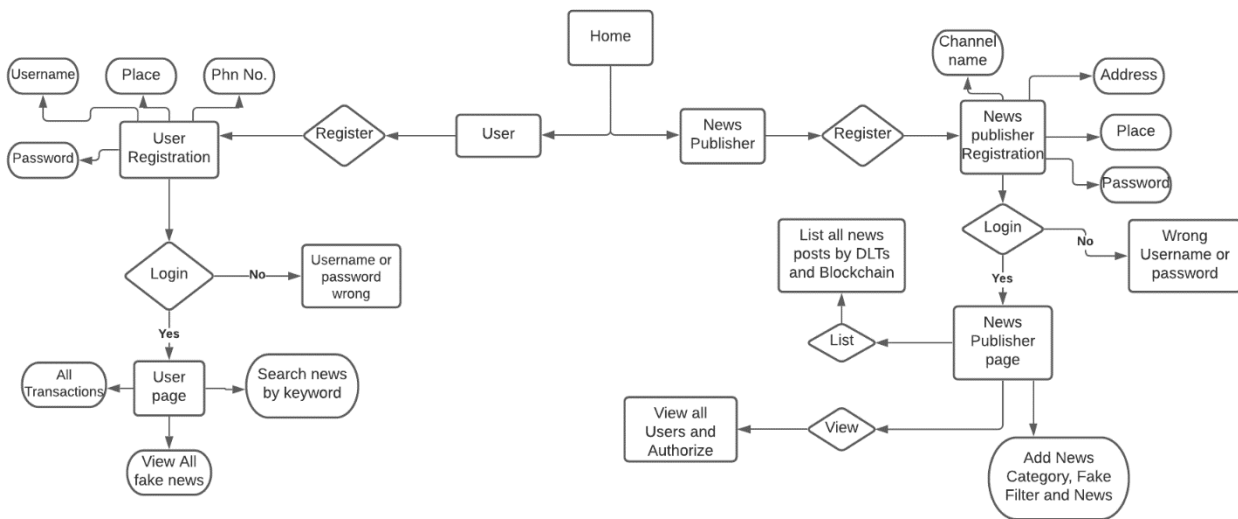 Home
Channel
name
Username
Place
Phn No.
Address
User
Registration
Register
User
News
Publisher
Register
News
publisher
Registration
Place
Password
Password
Login
No
Username or
password
wrong
Yes
List all news
posts by DLTs
and Blockchain
Login
No
Wrong
Username or
password
Yes
All
Transactions
User
page
Search news
by keyword
List
News
Publisher
page
View all
Users and
Authorize
View
View All
fake news
Add News
Category, Fake
Filter and News